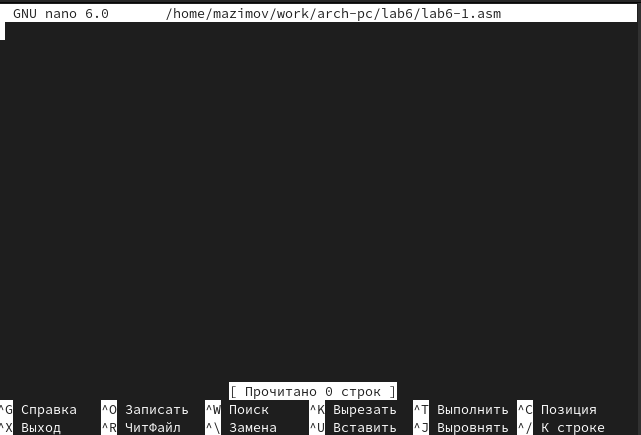 GNU nano 6.0 /home/mazimov/work/arch-pc/lab6/lab6-1.asm
[ Прочитано 0 строк ]
^G Справка ^O Записать ^W Поиск ^K Вырезать ^T Выполнить ^C Позиция
^X Выход ^R ЧитФайл ^\ Замена ^U Вставить ^J Выровнять ^/ К строке